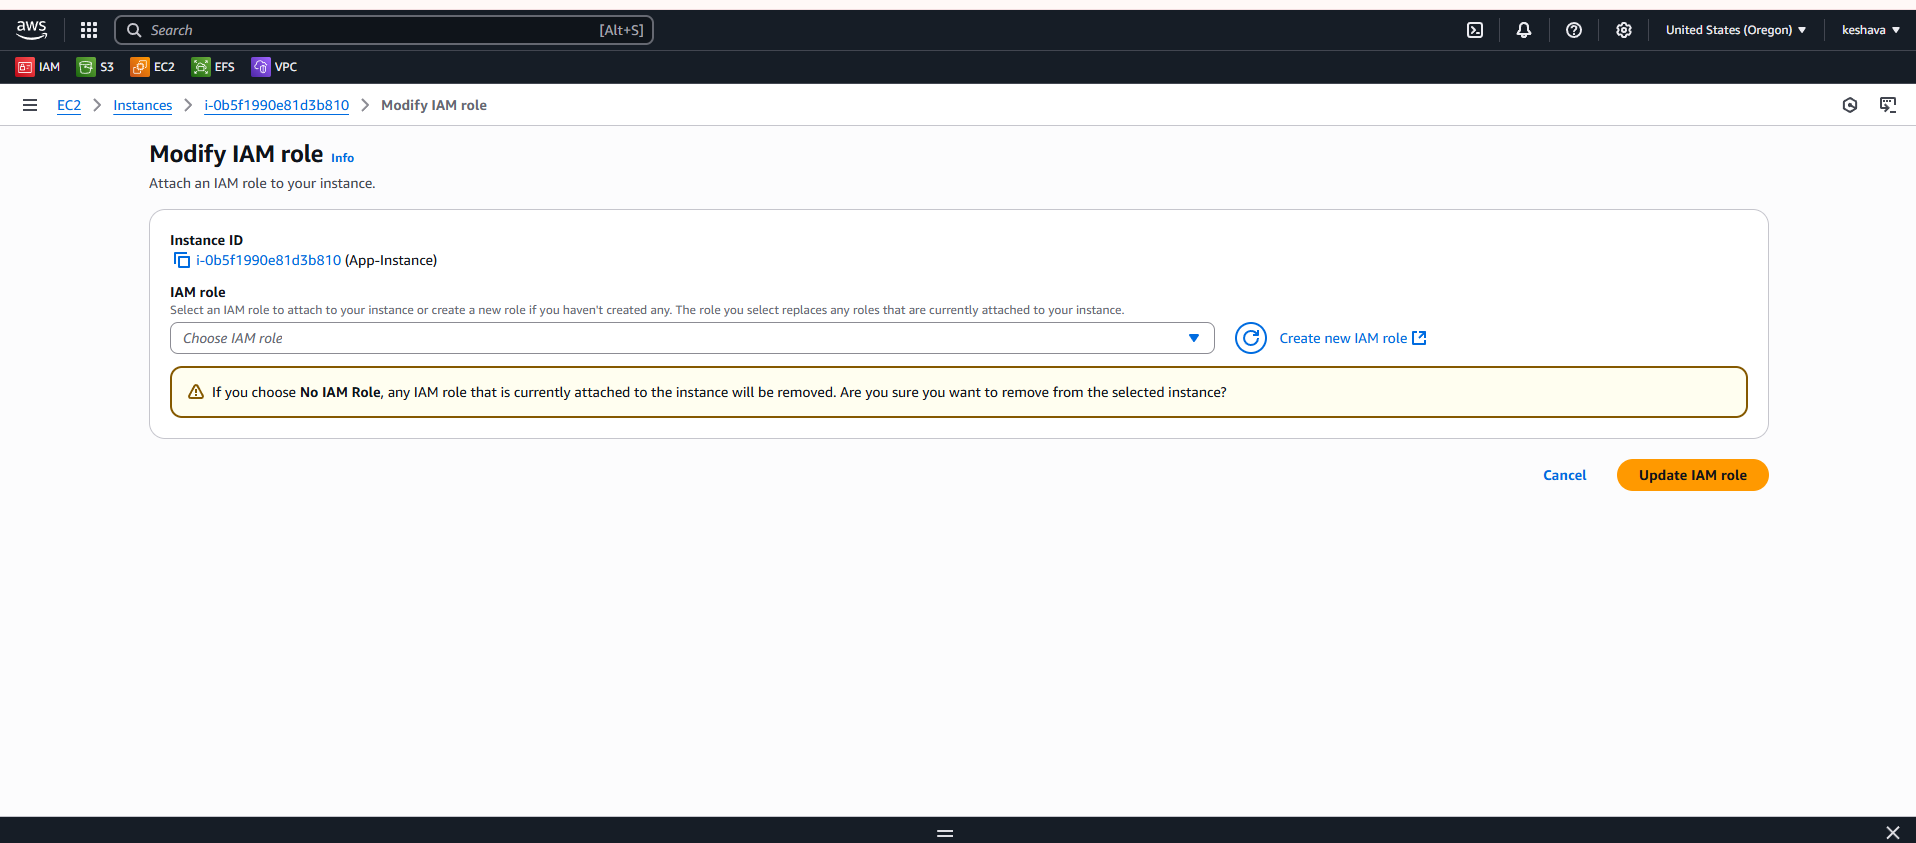 aws Search [Alt+S] United States (Oregon) keshava
IAM S3 EC2 EFS VPC
EC2 Instances i-0b5f1990e81d3b810 Modify IAM role
Modify IAM role Info
Attach an IAM role to your instance.
Instance ID
i-0b5f1990e81d3b810 (App-Instance)
IAM role
Select an IAM role to attach to your instance or create a new role if you haven't created any. The role you select replaces any roles that are currently attached to your instance.
Choose IAM role Create new IAM role
If you choose No IAM Role, any IAM role that is currently attached to the instance will be removed. Are you sure you want to remove from the selected instance?
Cancel Update IAM role